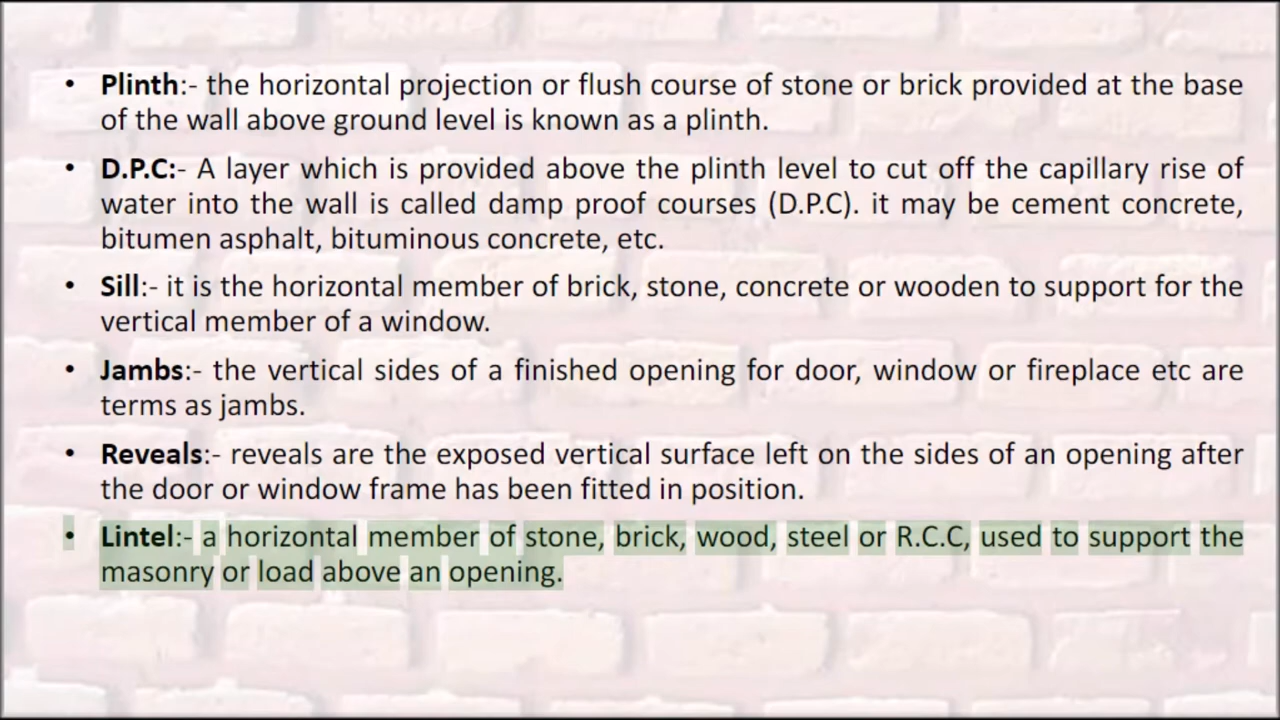 • Plinth:- the horizontal projection or flush course of stone or brick provided at the base
of the wall above ground level is known as a plinth.
• D.P.C:- A layer which is provided above the plinth level to cut off the capillary rise of
water into the wall is called damp proof courses (D.P.C). it may be cement concrete,
bitumen asphalt, bituminous concrete, etc.
• Sill:- it is the horizontal member of brick, stone, concrete or wooden to support for the
vertical member of a window.
• Jambs:- the vertical sides of a finished opening for door, window or fireplace etc are
terms as jambs.
• Reveals:- reveals are the exposed vertical surface left on the sides of an opening after
the door or window frame has been fitted in position.
• Lintel:- a horizontal member of stone, brick, wood, steel or R.C.C, used to support the
masonry or load above an opening.